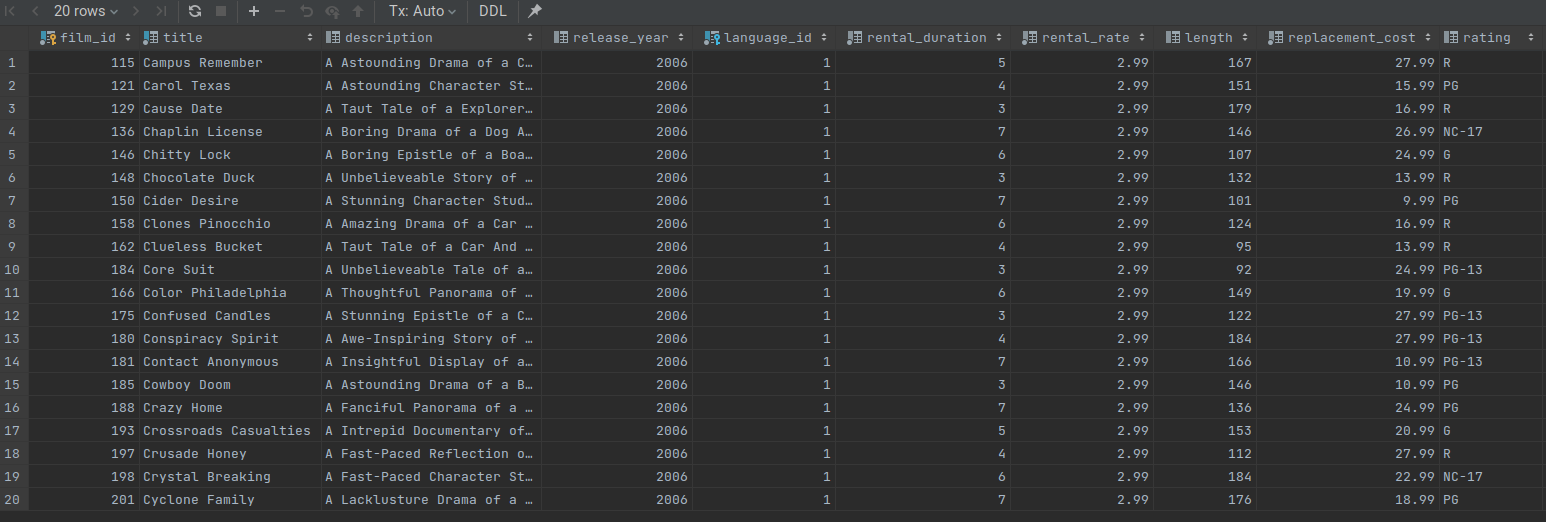 20 rows Tx: Auto DDL
film_id title description release_year language_id rental_duration rental_rate length replacement_cost rating
1 115 Campus Remember A Astounding Drama of a C… 2006 1 5 2.99 167 27.99 R
2 121 Carol Texas A Astounding Character St… 2006 1 4 2.99 151 15.99 PG
3 129 Cause Date A Taut Tale of a Explorer… 2006 1 3 2.99 179 16.99 R
4 136 Chaplin License A Boring Drama of a Dog A… 2006 1 7 2.99 146 26.99 NC-17
5 146 Chitty Lock A Boring Epistle of a Boa… 2006 1 6 2.99 107 24.99 G
6 148 Chocolate Duck A Unbelieveable Story of … 2006 1 3 2.99 132 13.99 R
7 150 Cider Desire A Stunning Character Stud… 2006 1 7 2.99 101 9.99 PG
8 158 Clones Pinocchio A Amazing Drama of a Car … 2006 1 6 2.99 124 16.99 R
9 162 Clueless Bucket A Taut Tale of a Car And … 2006 1 4 2.99 95 13.99 R
10 184 Core Suit A Unbelieveable Tale of a… 2006 1 3 2.99 92 24.99 PG-13
11 166 Color Philadelphia A Thoughtful Panorama of … 2006 1 6 2.99 149 19.99 G
12 175 Confused Candles A Stunning Epistle of a C… 2006 1 3 2.99 122 27.99 PG-13
13 180 Conspiracy Spirit A Awe-Inspiring Story of … 2006 1 4 2.99 184 27.99 PG-13
14 181 Contact Anonymous A Insightful Display of a… 2006 1 7 2.99 166 10.99 PG-13
15 185 Cowboy Doom A Astounding Drama of a B… 2006 1 3 2.99 146 10.99 PG
16 188 Crazy Home A Fanciful Panorama of a … 2006 1 7 2.99 136 24.99 PG
17 193 Crossroads Casualties A Intrepid Documentary of… 2006 1 5 2.99 153 20.99 G
18 197 Crusade Honey A Fast-Paced Reflection o… 2006 1 4 2.99 112 27.99 R
19 198 Crystal Breaking A Fast-Paced Character St… 2006 1 6 2.99 184 22.99 NC-17
20 201 Cyclone Family A Lacklusture Drama of a … 2006 1 7 2.99 176 18.99 PG